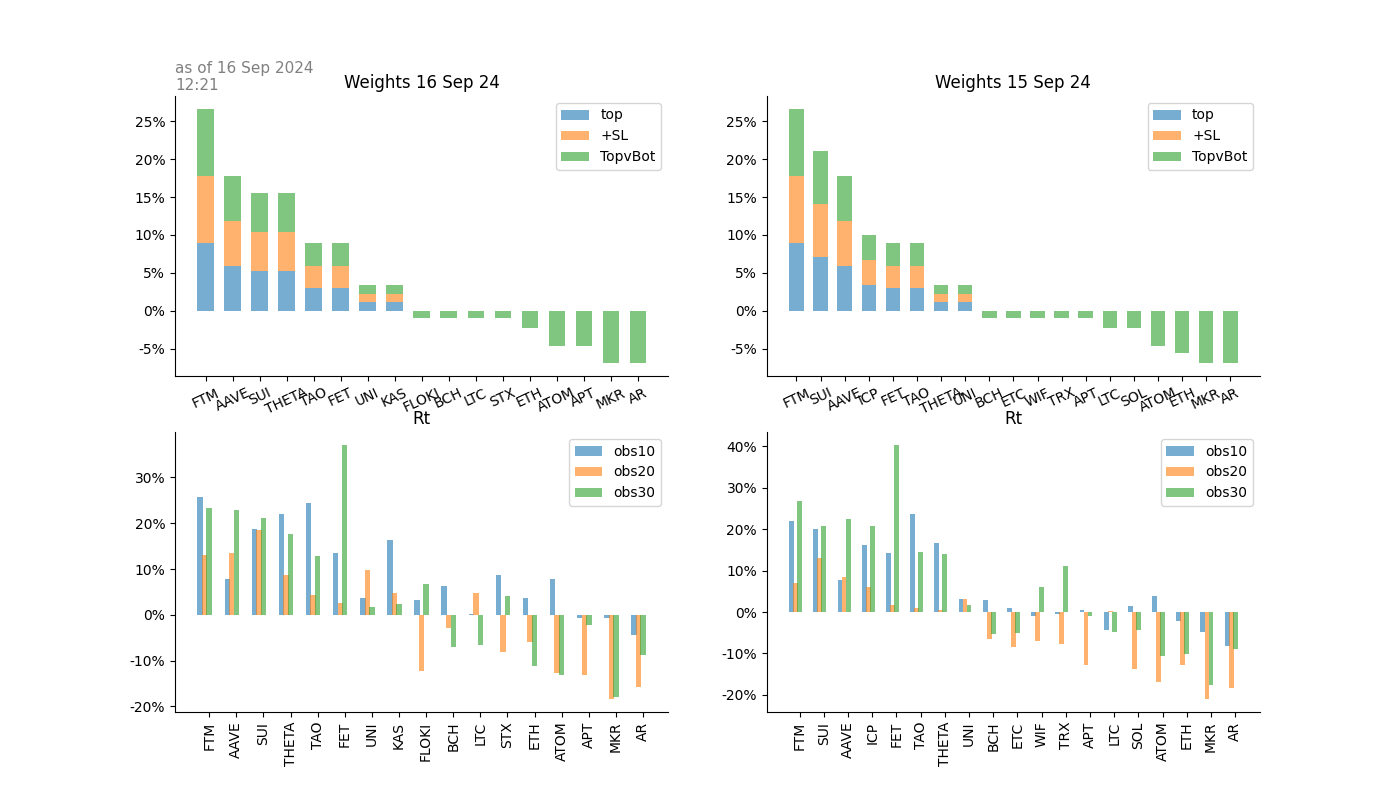 as of 16 Sep 2024
12:21
Weights 16 Sep 24
25%
20%
15%
10%
5%
0%
-5%
top
+SL
TopvBot
FTM
AAVE
SUI
THETA
TAO
FET
UNI
KAS
FLOKI
BCH
LTC
STX
ETH
ATOM
APT
MKR
AR
Weights 15 Sep 24
25%
20%
15%
10%
5%
0%
-5%
top
+SL
TopvBot
FTM
SUI
AAVE
ICP
FET
TAO
THETA
UNI
BCH
ETC
WIF
TRX
APT
LTC
SOL
ATOM
ETH
MKR
AR
Rt
30%
20%
10%
0%
-10%
-20%
obs10
obs20
obs30
FTM
AAVE
SUI
THETA
TAO
FET
UNI
KAS
FLOKI
BCH
LTC
STX
ETH
ATOM
APT
MKR
AR
Rt
40%
30%
20%
10%
0%
-10%
-20%
obs10
obs20
obs30
FTM
SUI
AAVE
ICP
FET
TAO
THETA
UNI
BCH
ETC
WIF
TRX
APT
LTC
SOL
ATOM
ETH
MKR
AR